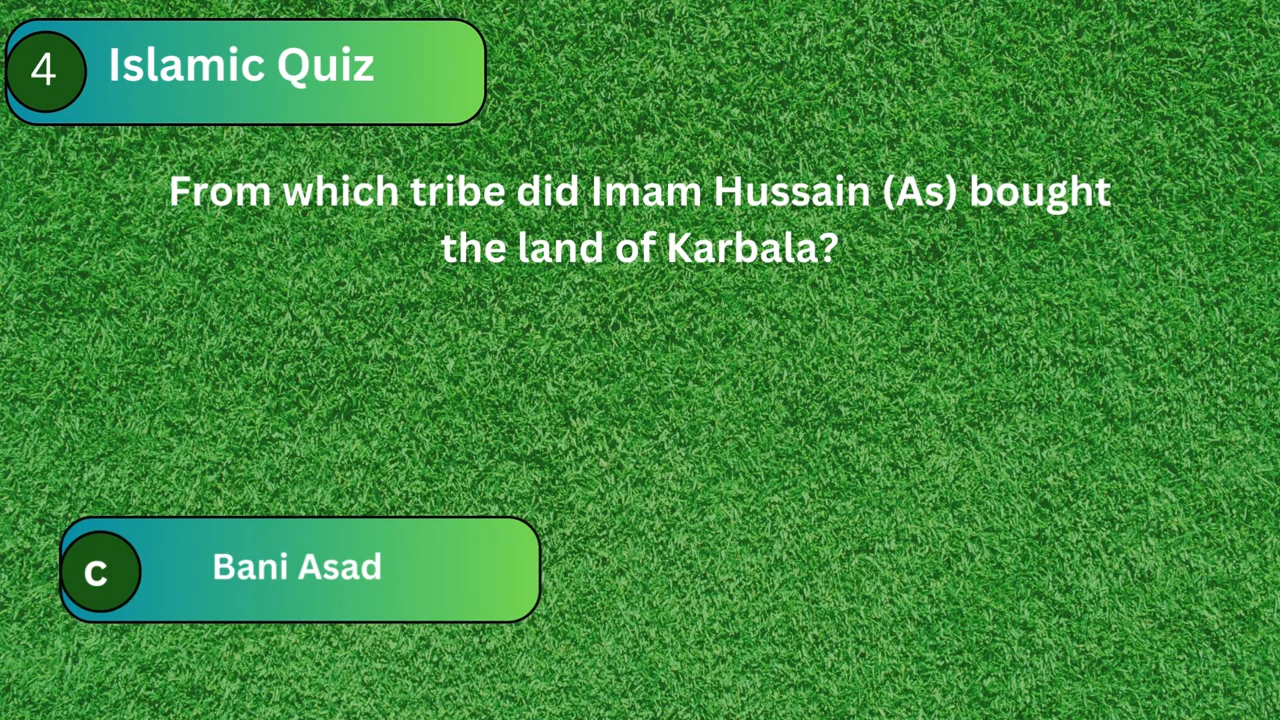 4
Islamic Quiz
From which tribe did Imam Hussain (As) bought
the land of Karbala?
c
Bani Asad